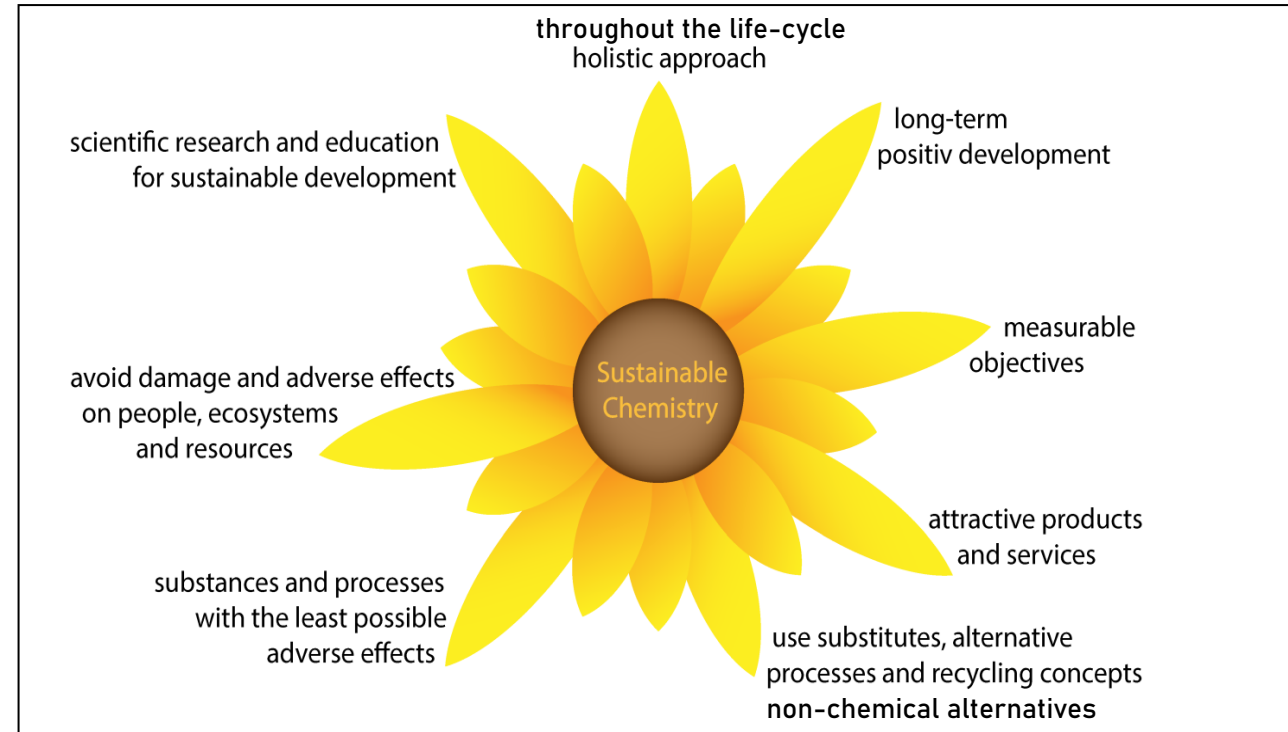 throughout the life-cycle
holistic approach
long-term
positiv development
scientific research and education
for sustainable development
measurable
objectives
Sustainable
Chemistry
avoid damage and adverse effects
on people, ecosystems
and resources
attractive products
and services
substances and processes
with the least possible
adverse effects
use substitutes, alternative
processes and recycling concepts
non-chemical alternatives